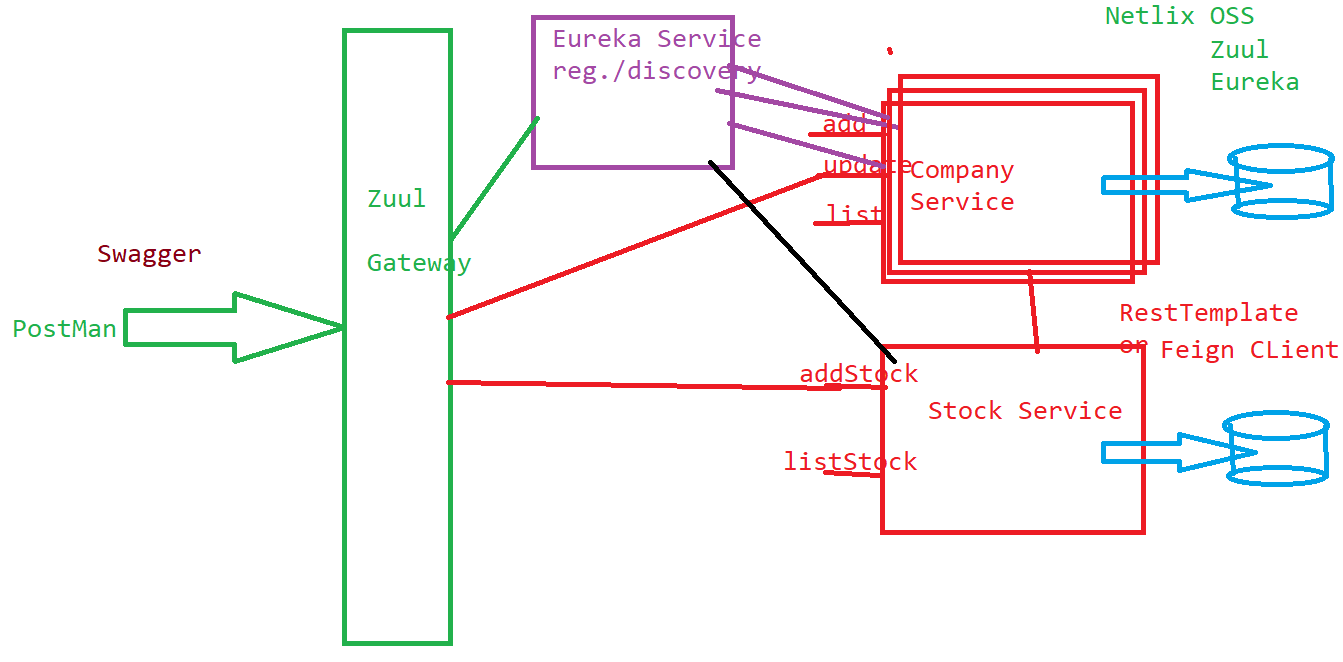 Netlix OSS
Zuul
Eureka
Eureka Service
reg./discovery
add
update
list
Company
Service
Zuul
Gateway
Swagger
PostMan
RestTemplate
or Feign CLient
addStock
Stock Service
listStock